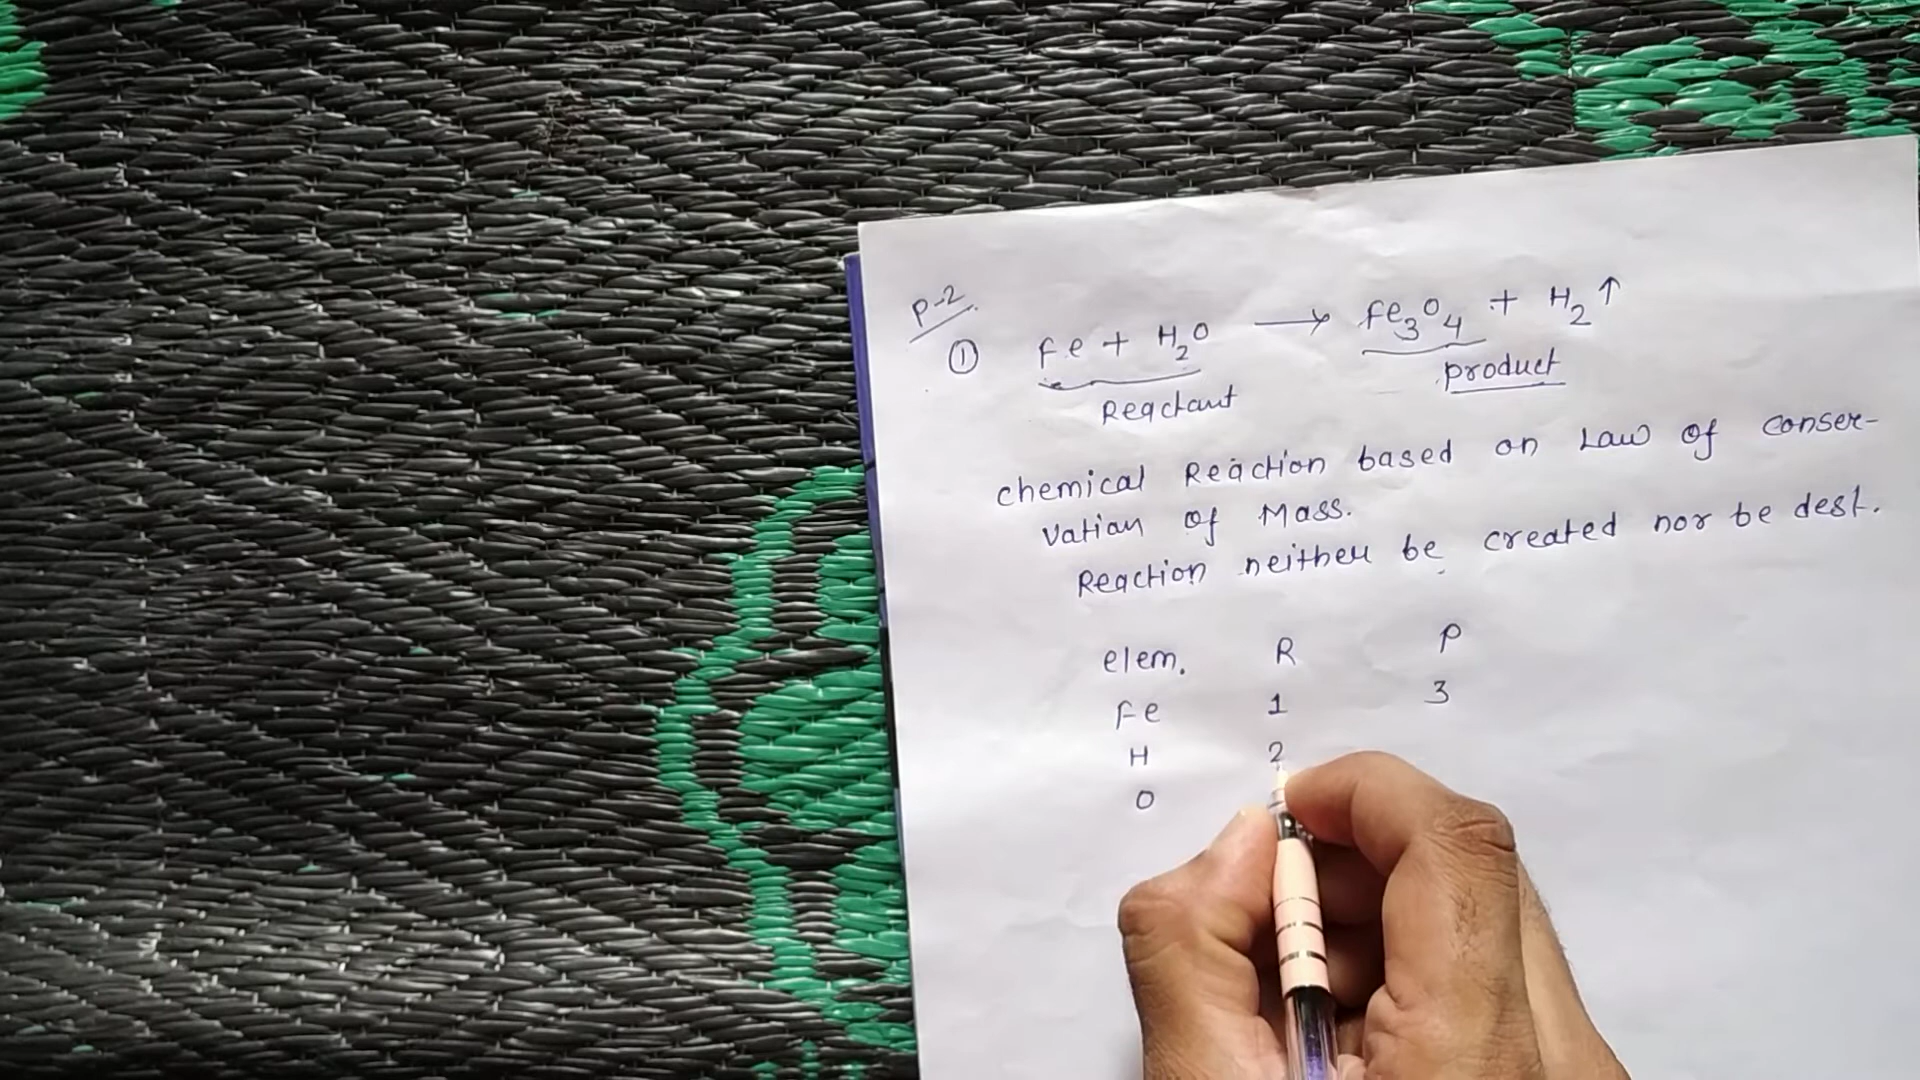 P-2
① Fe + H2O → Fe3O4 + H2↑
Reactant product
chemical Reaction based on Law of conser-
vation of Mass.
Reaction neither be created nor be dest.
elem. R P
Fe 1 3
H 2
O